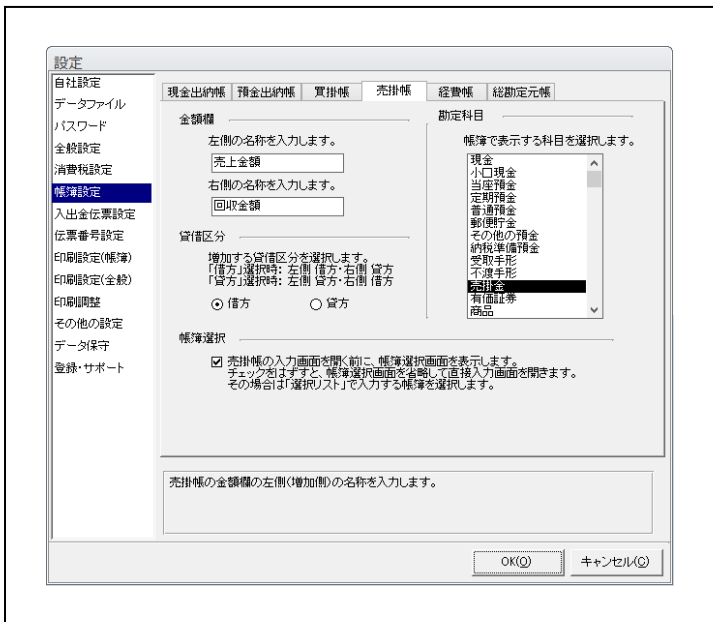 設定
自社設定
データファイル
パスワード
全般設定
消費税設定
帳簿設定
入出金伝票設定
伝票番号設定
印刷設定(帳簿)
印刷設定(全般)
印刷調整
その他の設定
データ保守
登録・サポート
現金出納帳 預金出納帳 買掛帳 売掛帳 経費帳 総勘定元帳
金額欄
左側の名称を入力します。
売上金額
右側の名称を入力します。
回収金額
貸借区分
増加する貸借区分を選択します。
「借方」選択時: 左側 借方・右側 貸方
「貸方」選択時: 左側 貸方・右側 借方
借方 貸方
勘定科目
帳簿で表示する科目を選択します。
現金
小口現金
当座預金
定期預金
普通預金
郵便貯金
その他の預金
納税準備預金
受取手形
不渡手形
売掛金
有価証券
商品
帳簿選択
売掛帳の入力画面を開く前に、帳簿選択画面を表示します。
チェックをはずすと、帳簿選択画面を省略して直接入力画面を開きます。
その場合は「選択リスト」で入力する帳簿を選択します。
売掛帳の金額欄の左側(増加側)の名称を入力します。
OK(O) キャンセル(C)